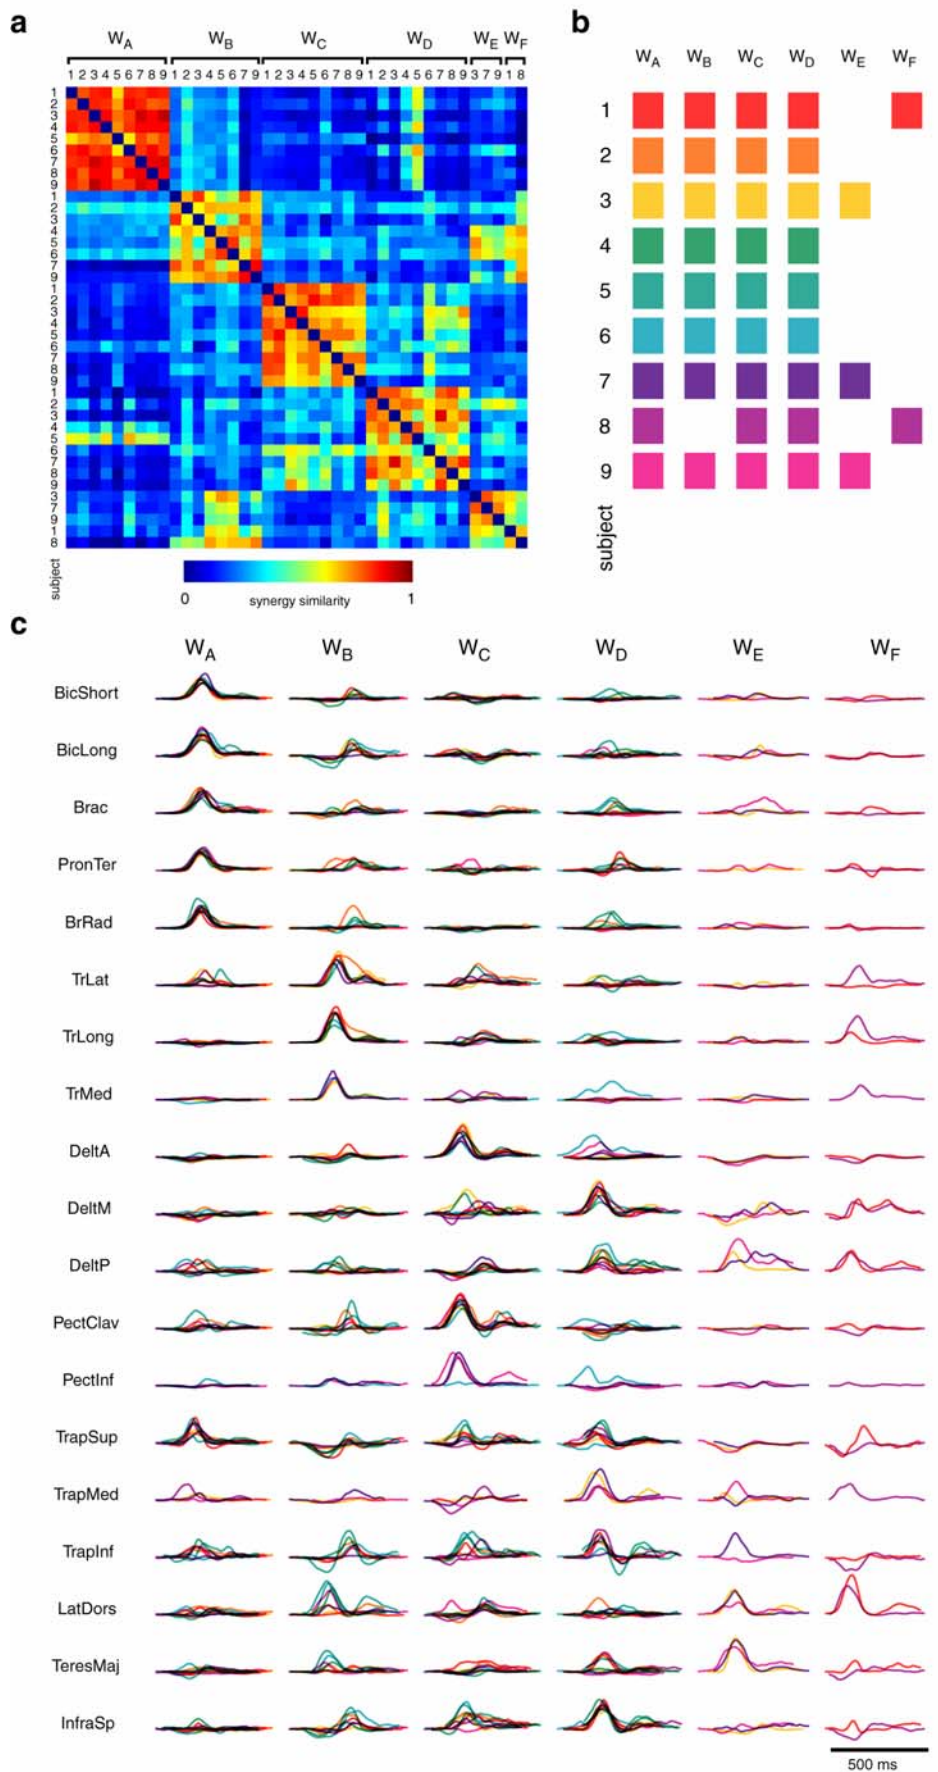 a
W_A W_B W_C W_D W_E W_F
1 2 3 4 5 6 7 8 9 1 2 3 4 5 6 7 9 1 2 3 4 5 6 7 8 9 1 2 3 4 5 6 7 8 9 3 7 9 1 8
1
2
3
4
5
6
7
8
9
1
2
3
4
5
6
7
9
1
2
3
4
5
6
7
8
9
1
2
3
4
5
6
7
8
9
3
7
9
1
8
subject
0 synergy similarity 1
b
W_A W_B W_C W_D W_E W_F
1
2
3
4
5
6
7
8
9
subject
c
W_A W_B W_C W_D W_E W_F
BicShort
BicLong
Brac
PronTer
BrRad
TrLat
TrLong
TrMed
DeltA
DeltM
DeltP
PectClav
PectInf
TrapSup
TrapMed
TrapInf
LatDors
TeresMaj
InfraSp
500 ms